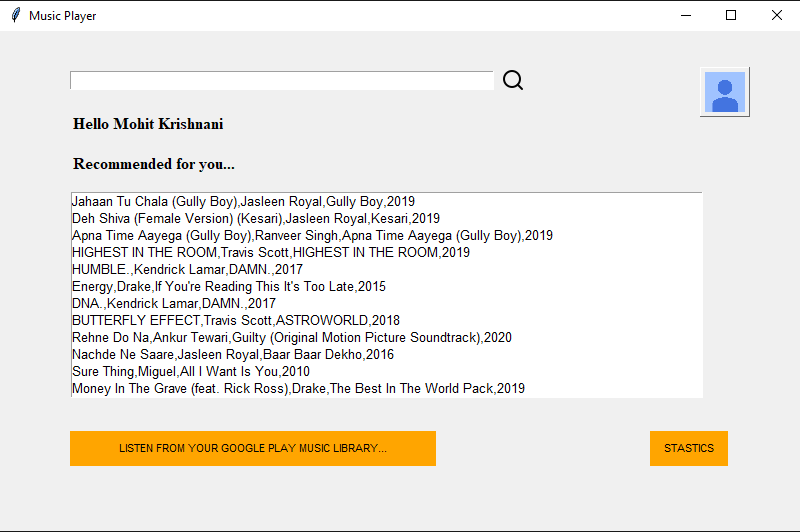 Music Player
Hello Mohit Krishnani
Recommended for you...
Jahaan Tu Chala (Gully Boy),Jasleen Royal,Gully Boy,2019
Deh Shiva (Female Version) (Kesari),Jasleen Royal,Kesari,2019
Apna Time Aayega (Gully Boy),Ranveer Singh,Apna Time Aayega (Gully Boy),2019
HIGHEST IN THE ROOM,Travis Scott,HIGHEST IN THE ROOM,2019
HUMBLE.,Kendrick Lamar,DAMN.,2017
Energy,Drake,If You're Reading This It's Too Late,2015
DNA.,Kendrick Lamar,DAMN.,2017
BUTTERFLY EFFECT,Travis Scott,ASTROWORLD,2018
Rehne Do Na,Ankur Tewari,Guilty (Original Motion Picture Soundtrack),2020
Nachde Ne Saare,Jasleen Royal,Baar Baar Dekho,2016
Sure Thing,Miguel,All I Want Is You,2010
Money In The Grave (feat. Rick Ross),Drake,The Best In The World Pack,2019
LISTEN FROM YOUR GOOGLE PLAY MUSIC LIBRARY...
STASTICS